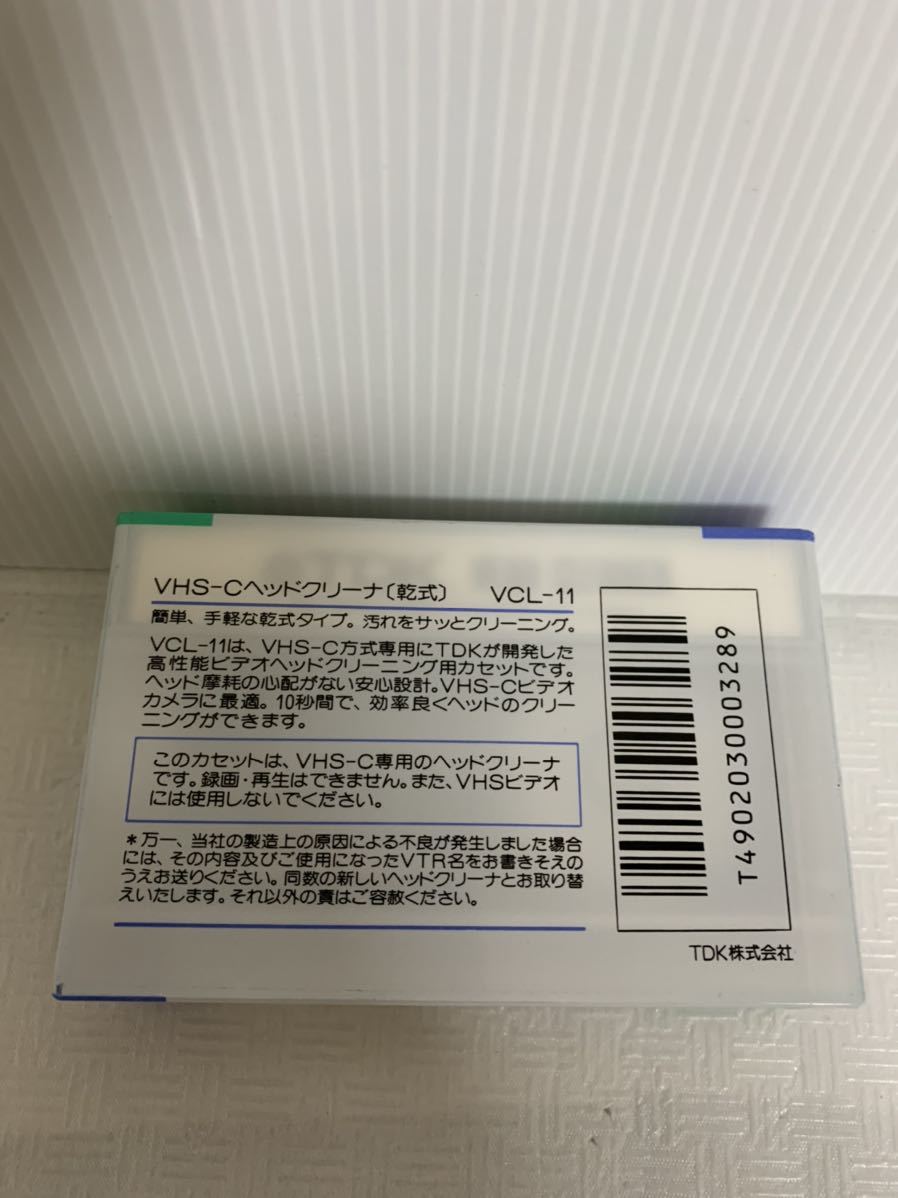 VHS-Cヘッドクリーナ〔乾式〕 VCL-11
簡単、手軽な乾式タイプ。汚れをサッとクリーニング。
VCL-11は、VHS-C方式専用にTDKが開発した
高性能ビデオヘッドクリーニング用カセットです。
ヘッド摩耗の心配がない安心設計。VHS-Cビデオ
カメラに最適。10秒間で、効率良くヘッドのクリー
ニングができます。
このカセットは、VHS-C専用のヘッドクリーナ
です。録画・再生はできません。また、VHSビデオ
には使用しないでください。
*万一、当社の製造上の原因による不良が発生しました場合
には、その内容及びご使用になったVTR名をお書きそえの
うえお送りください。同数の新しいヘッドクリーナとお取り替
えいたします。それ以外の責はご容赦ください。
T4902030003289
TDK株式会社